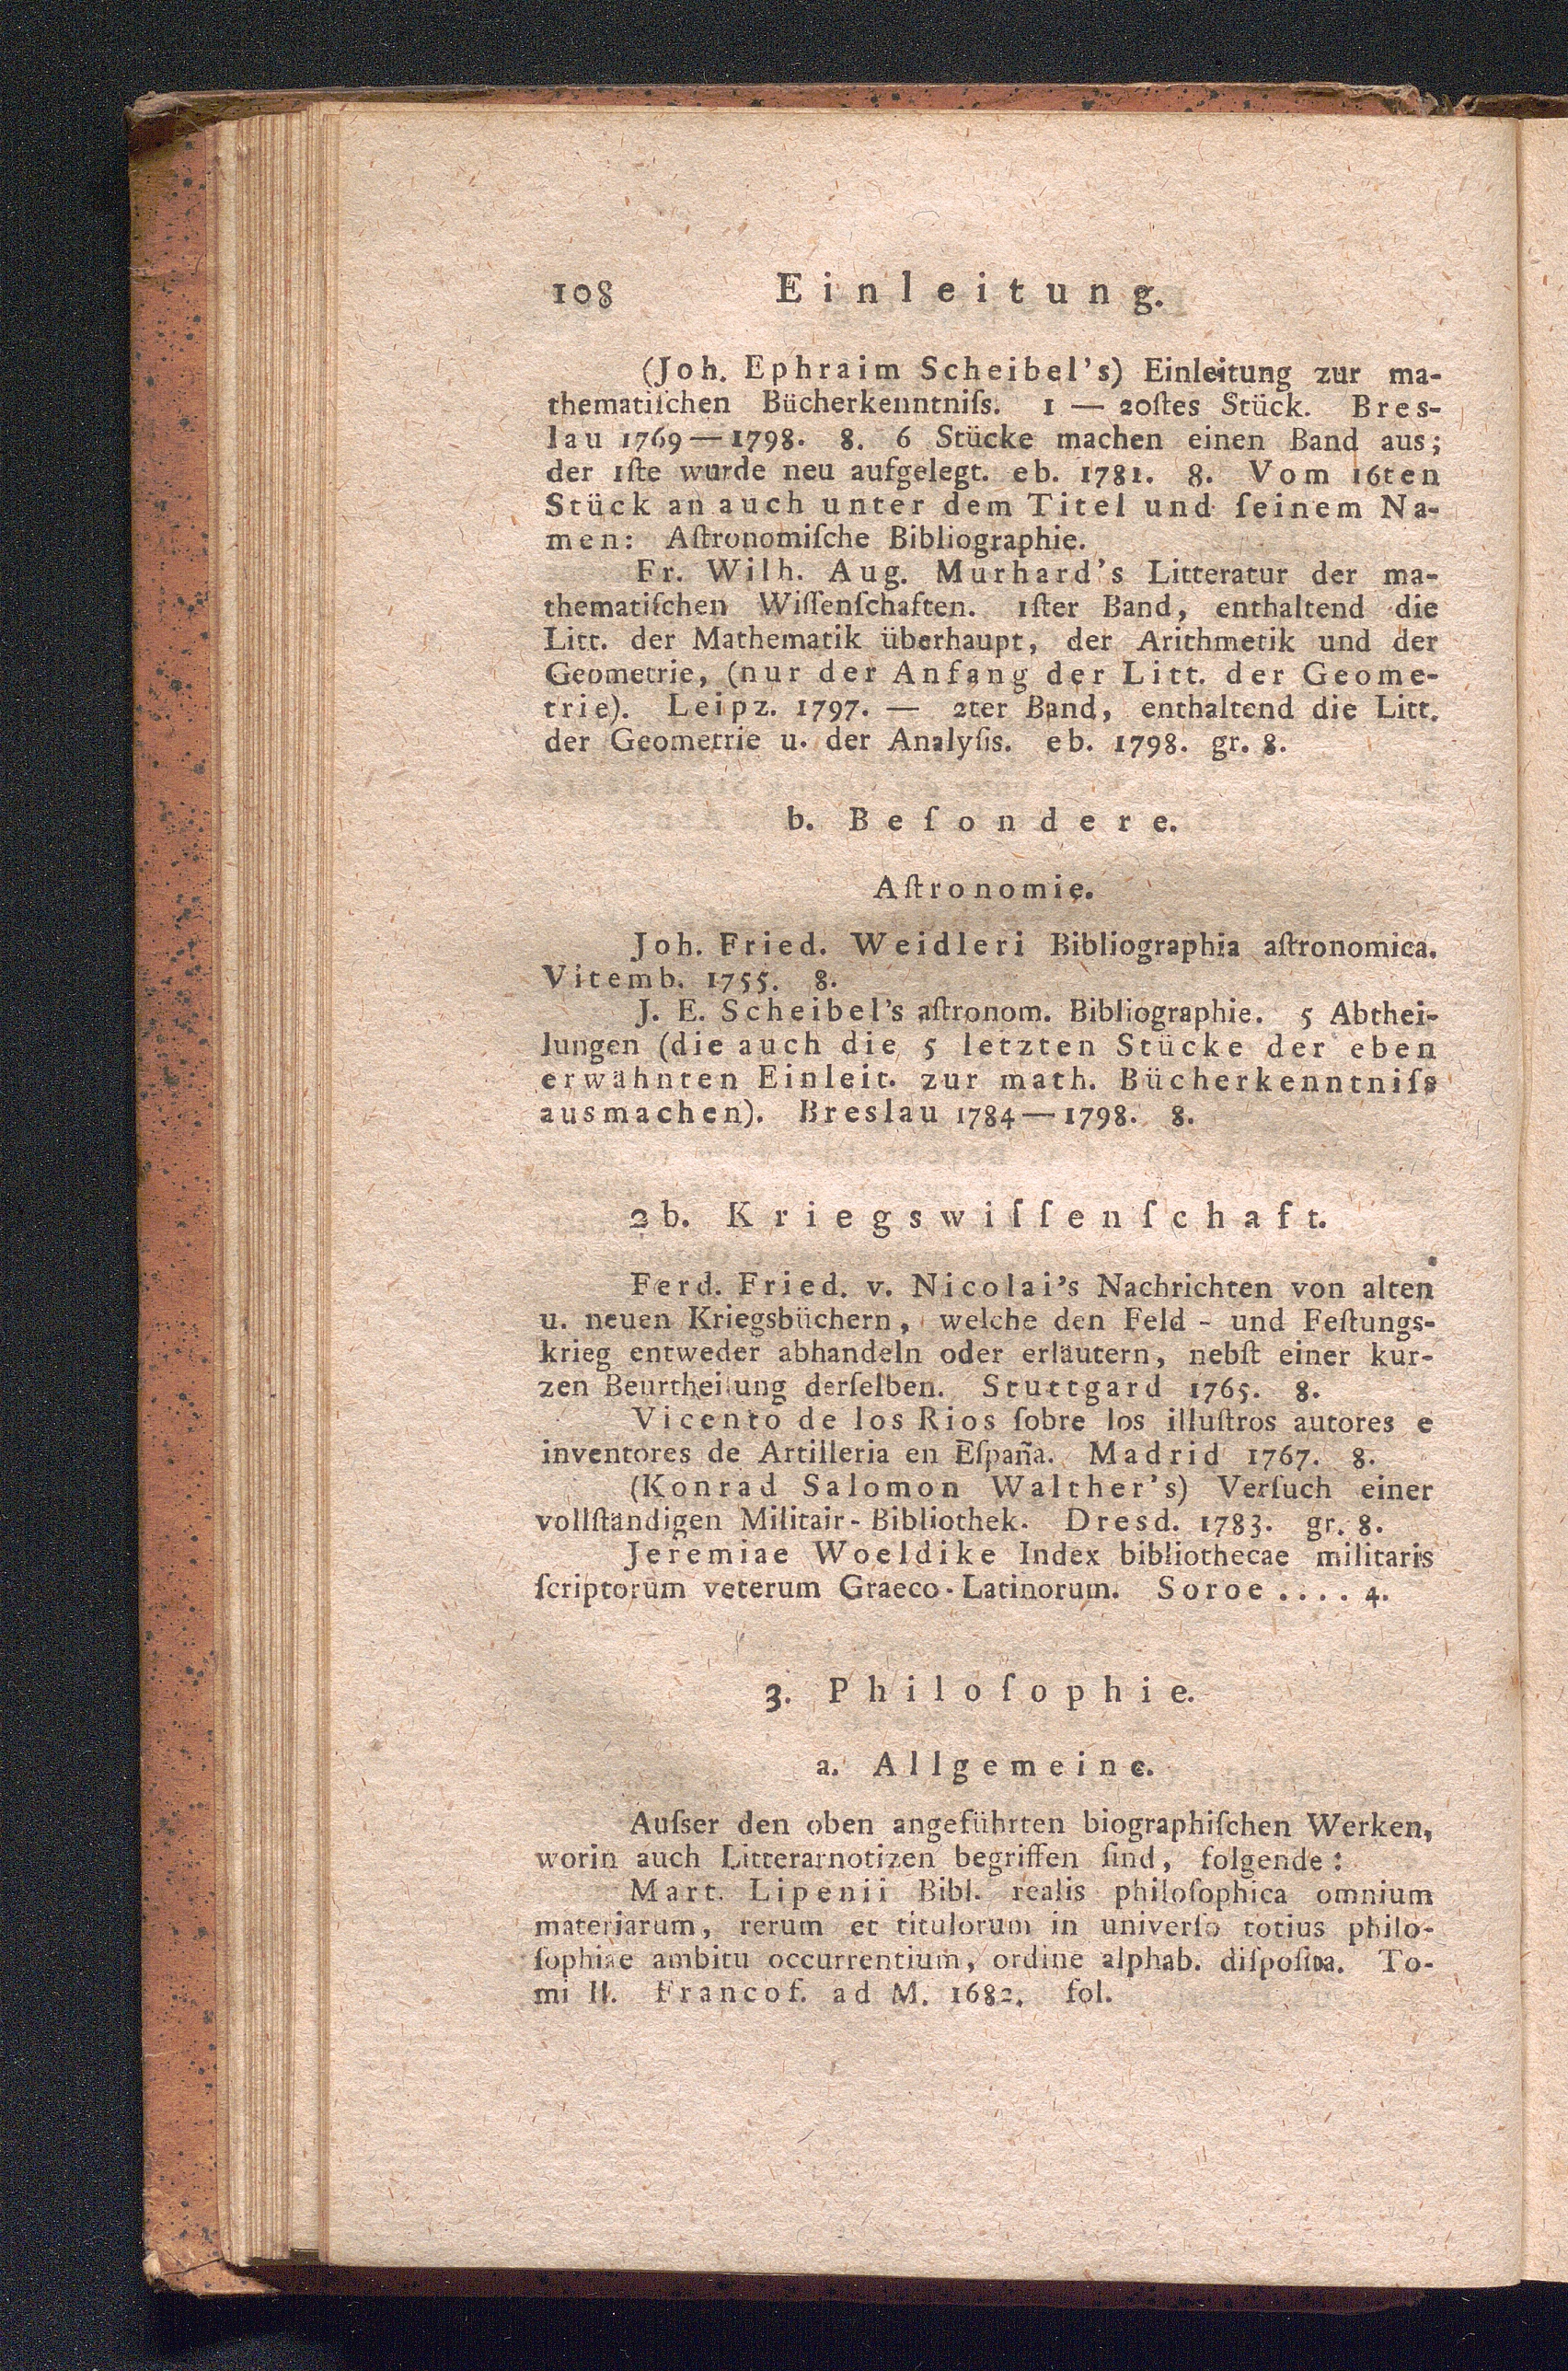 108 Einleitung.
(Joh. Ephraim Scheibel's) Einleitung zur ma-
thematiſchen Bücherkenntniſs. 1 — 20ſtes Stück. Bres-
lau 1769—1798. 8. 6 Stücke machen einen Band aus;
der 1ſte wurde neu aufgelegt. eb. 1781. 8. Vom 16ten
Stück an auch unter dem Titel und ſeinem Na-
men: Aſtronomiſche Bibliographie.
Fr. Wilh. Aug. Murhard's Litteratur der ma-
thematiſchen Wiſſenſchaften. 1ſter Band, enthaltend die
Litt. der Mathematik überhaupt, der Arithmetik und der
Geometrie, (nur der Anfang der Litt. der Geome-
trie). Leipz. 1797. — 2ter Band, enthaltend die Litt.
der Geometrie u. der Analyſis. eb. 1798. gr. 8.
b. Beſondere.
Aſtronomie.
Joh. Fried. Weidleri Bibliographia aſtronomica.
Vitemb. 1755. 8.
J. E. Scheibel's aſtronom. Bibliographie. 5 Abthei-
lungen (die auch die 5 letzten Stücke der eben
erwähnten Einleit. zur math. Bücherkenntniſs
ausmachen). Breslau 1784—1798. 8.
2b. Kriegswiſſenſchaft.
Ferd. Fried. v. Nicolai's Nachrichten von alten
u. neuen Kriegsbüchern, welche den Feld - und Feſtungs-
krieg entweder abhandeln oder erläutern, nebſt einer kur-
zen Beurtheilung derſelben. Stuttgard 1765. 8.
Vicento de los Rios ſobre los illuſtros autores e
inventores de Artilleria en Eſpaña. Madrid 1767. 8.
(Konrad Salomon Walther's) Verſuch einer
vollſtändigen Militair-Bibliothek. Dresd. 1783. gr. 8.
Jeremiae Woeldike Index bibliothecae militaris
ſcriptorum veterum Graeco-Latinorum. Soroe .... 4.
3. Philoſophie.
a. Allgemeine.
Auſser den oben angeführten biographiſchen Werken,
worin auch Litterarnotizen begriffen ſind, folgende:
Mart. Lipenii Bibl. realis philoſophica omnium
materiarum, rerum et titulorum in univerſo totius philo-
ſophiae ambitu occurrentium, ordine alphab. diſpoſita. To-
mi II. Francof. ad M. 1682. fol.